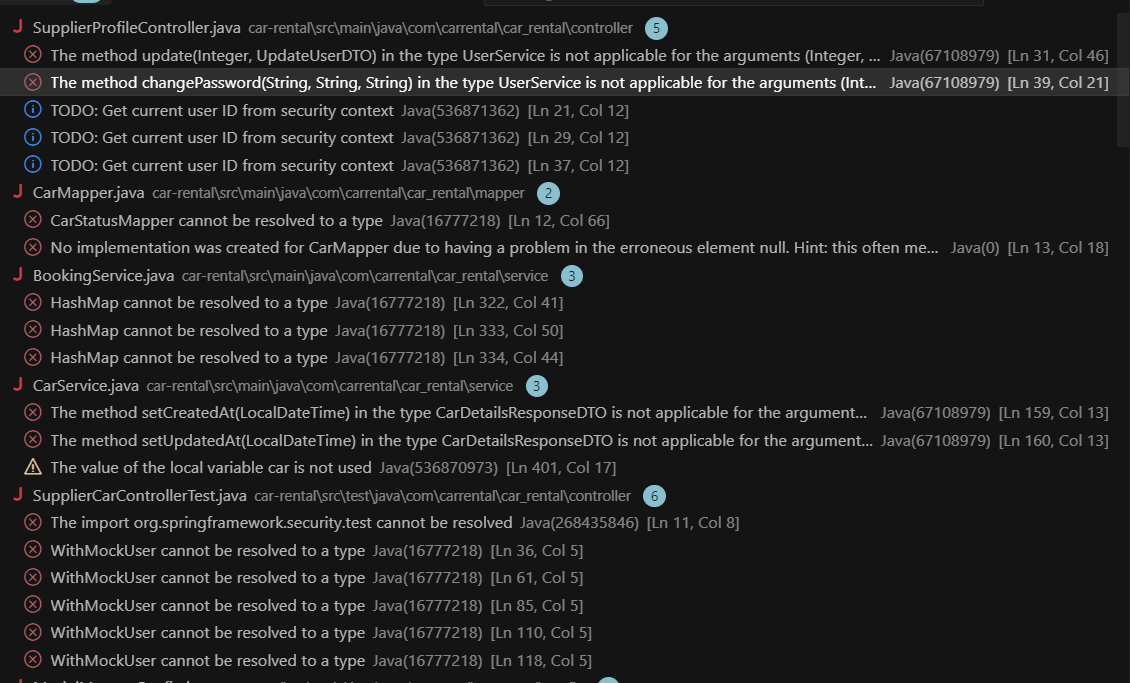 SupplierProfileController.java car-rental\src\main\java\com\carrental\car_rental\controller 5
The method update(Integer, UpdateUserDTO) in the type UserService is not applicable for the arguments (Integer, ... Java(67108979) [Ln 31, Col 46]
The method changePassword(String, String, String) in the type UserService is not applicable for the arguments (Int... Java(67108979) [Ln 39, Col 21]
TODO: Get current user ID from security context Java(536871362) [Ln 21, Col 12]
TODO: Get current user ID from security context Java(536871362) [Ln 29, Col 12]
TODO: Get current user ID from security context Java(536871362) [Ln 37, Col 12]
CarMapper.java car-rental\src\main\java\com\carrental\car_rental\mapper 2
CarStatusMapper cannot be resolved to a type Java(16777218) [Ln 12, Col 66]
No implementation was created for CarMapper due to having a problem in the erroneous element null. Hint: this often me... Java(0) [Ln 13, Col 18]
BookingService.java car-rental\src\main\java\com\carrental\car_rental\service 3
HashMap cannot be resolved to a type Java(16777218) [Ln 322, Col 41]
HashMap cannot be resolved to a type Java(16777218) [Ln 333, Col 50]
HashMap cannot be resolved to a type Java(16777218) [Ln 334, Col 44]
CarService.java car-rental\src\main\java\com\carrental\car_rental\service 3
The method setCreatedAt(LocalDateTime) in the type CarDetailsResponseDTO is not applicable for the argument... Java(67108979) [Ln 159, Col 13]
The method setUpdatedAt(LocalDateTime) in the type CarDetailsResponseDTO is not applicable for the argument... Java(67108979) [Ln 160, Col 13]
The value of the local variable car is not used Java(536870973) [Ln 401, Col 17]
SupplierCarControllerTest.java car-rental\src\test\java\com\carrental\car_rental\controller 6
The import org.springframework.security.test cannot be resolved Java(268435846) [Ln 11, Col 8]
WithMockUser cannot be resolved to a type Java(16777218) [Ln 36, Col 5]
WithMockUser cannot be resolved to a type Java(16777218) [Ln 61, Col 5]
WithMockUser cannot be resolved to a type Java(16777218) [Ln 85, Col 5]
WithMockUser cannot be resolved to a type Java(16777218) [Ln 110, Col 5]
WithMockUser cannot be resolved to a type Java(16777218) [Ln 118, Col 5]